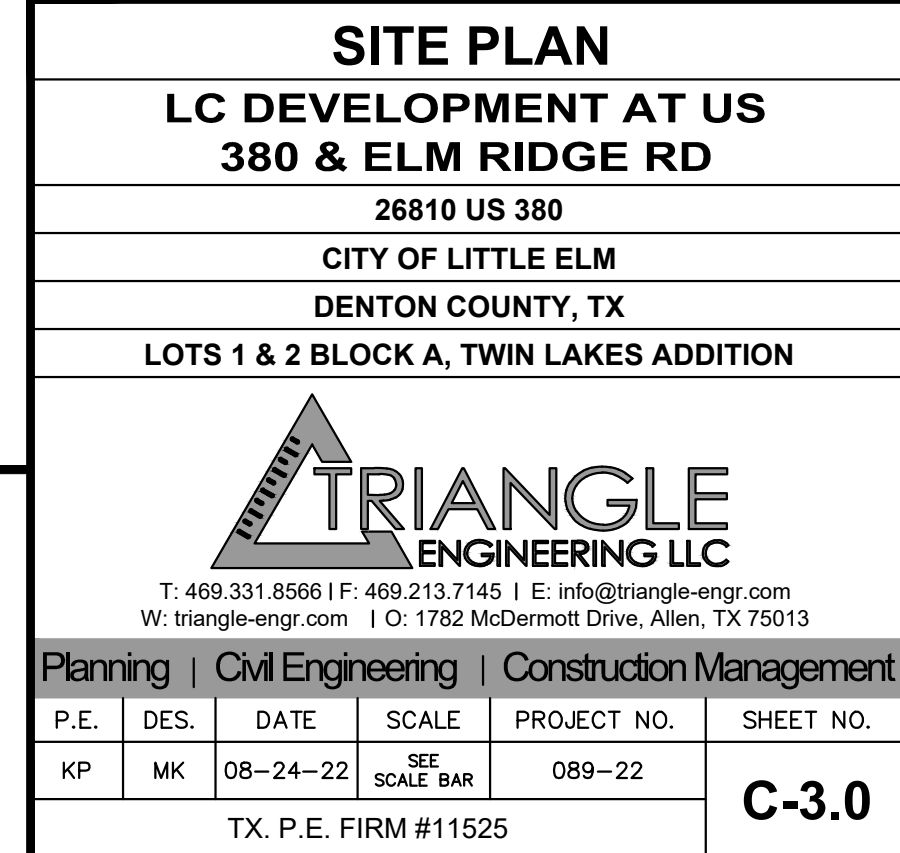 SITE PLAN
LC DEVELOPMENT AT US
380 & ELM RIDGE RD
26810 US 380
CITY OF LITTLE ELM
DENTON COUNTY, TX
LOTS 1 & 2 BLOCK A, TWIN LAKES ADDITION
TRIANGLE
ENGINEERING LLC
T: 469.331.8566 | F: 469.213.7145 | E: info@triangle-engr.com
W: triangle-engr.com | O: 1782 McDermott Drive, Allen, TX 75013
Planning | Civil Engineering | Construction Management
P.E. DES. DATE SCALE PROJECT NO. SHEET NO.
KP MK 08-24-22 SEE SCALE BAR 089-22 C-3.0
TX. P.E. FIRM #11525